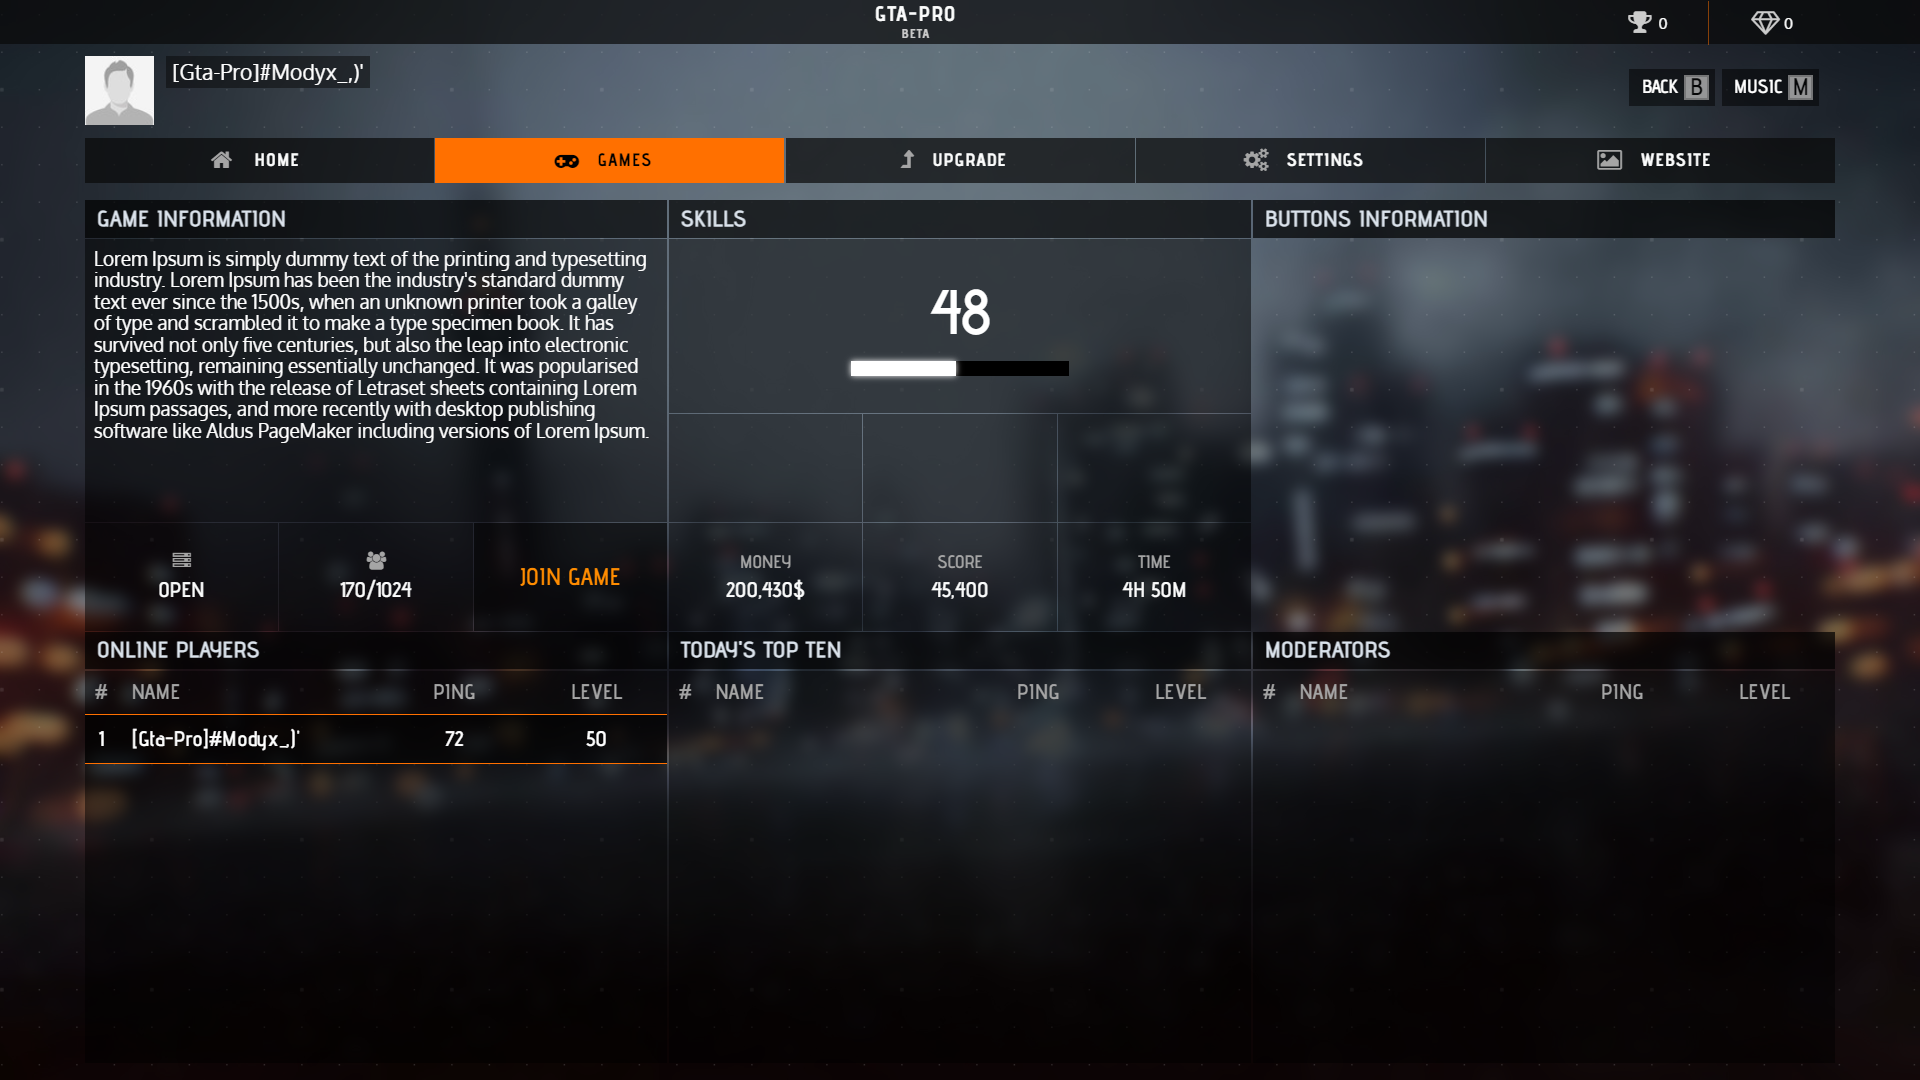 GTA-PRO
BETA
0
0
[Gta-Pro]#Modyx_,)'
BACK B
MUSIC M
HOME
GAMES
UPGRADE
SETTINGS
WEBSITE
GAME INFORMATION
Lorem Ipsum is simply dummy text of the printing and typesetting
industry. Lorem Ipsum has been the industry's standard dummy
text ever since the 1500s, when an unknown printer took a galley
of type and scrambled it to make a type specimen book. It has
survived not only five centuries, but also the leap into electronic
typesetting, remaining essentially unchanged. It was popularised
in the 1960s with the release of Letraset sheets containing Lorem
Ipsum passages, and more recently with desktop publishing
software like Aldus PageMaker including versions of Lorem Ipsum.
OPEN
170/1024
JOIN GAME
SKILLS
48
MONEY
200,430$
SCORE
45,400
TIME
4H 50M
BUTTONS INFORMATION
ONLINE PLAYERS
# NAME PING LEVEL
1 [Gta-Pro]#Modyx_,)' 72 50
TODAY'S TOP TEN
# NAME PING LEVEL
MODERATORS
# NAME PING LEVEL